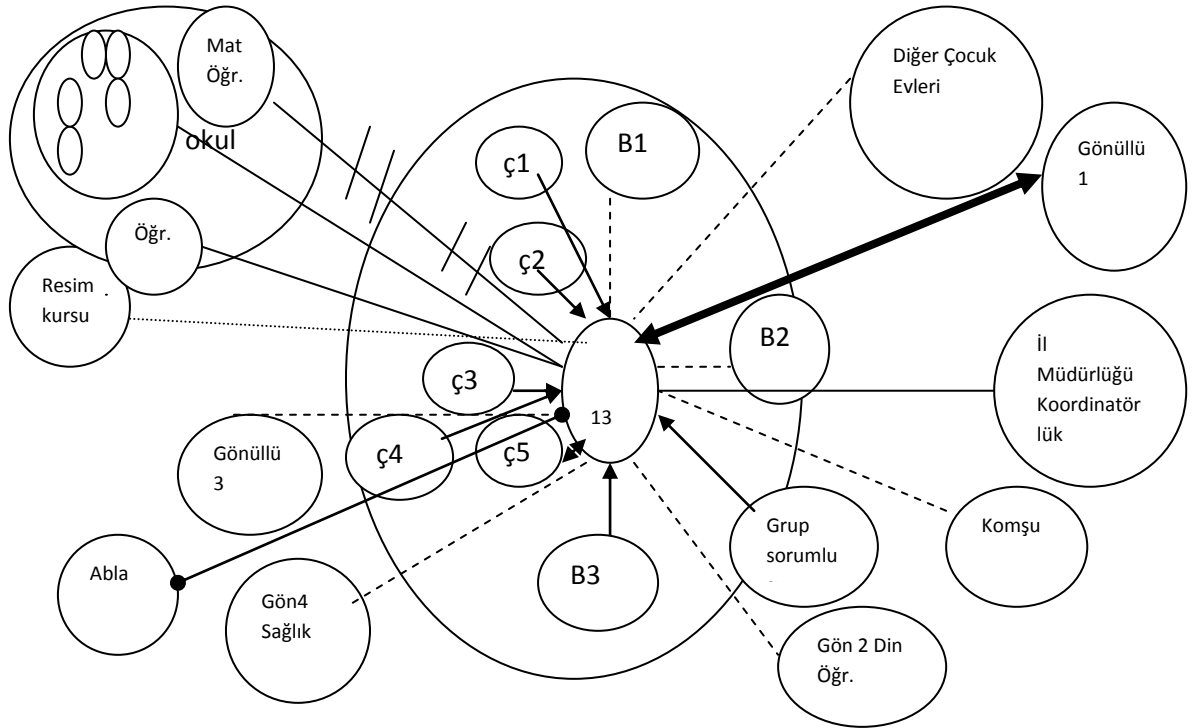 Mat
Öğr.
okul
Öğr.
Resim
kursu
ç1
B1
ç2
ç3
ç4
ç5
13
B2
B3
Diğer Çocuk
Evleri
Gönüllü
1
İl
Müdürlüğü
Koordinatör
lük
Komşu
Grup
sorumlu
Gön 2 Din
Öğr.
Gönüllü
3
Abla
Gön4
Sağlık